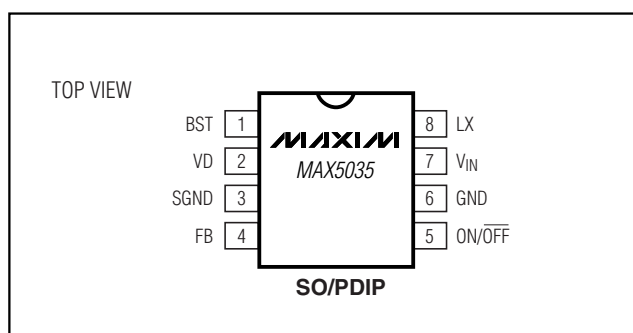 TOP VIEW
BST 1 MAXIM 8 LX
VD 2 MAX5035 7 VIN
SGND 3 6 GND
FB 4 5 ON/OFF
SO/PDIP